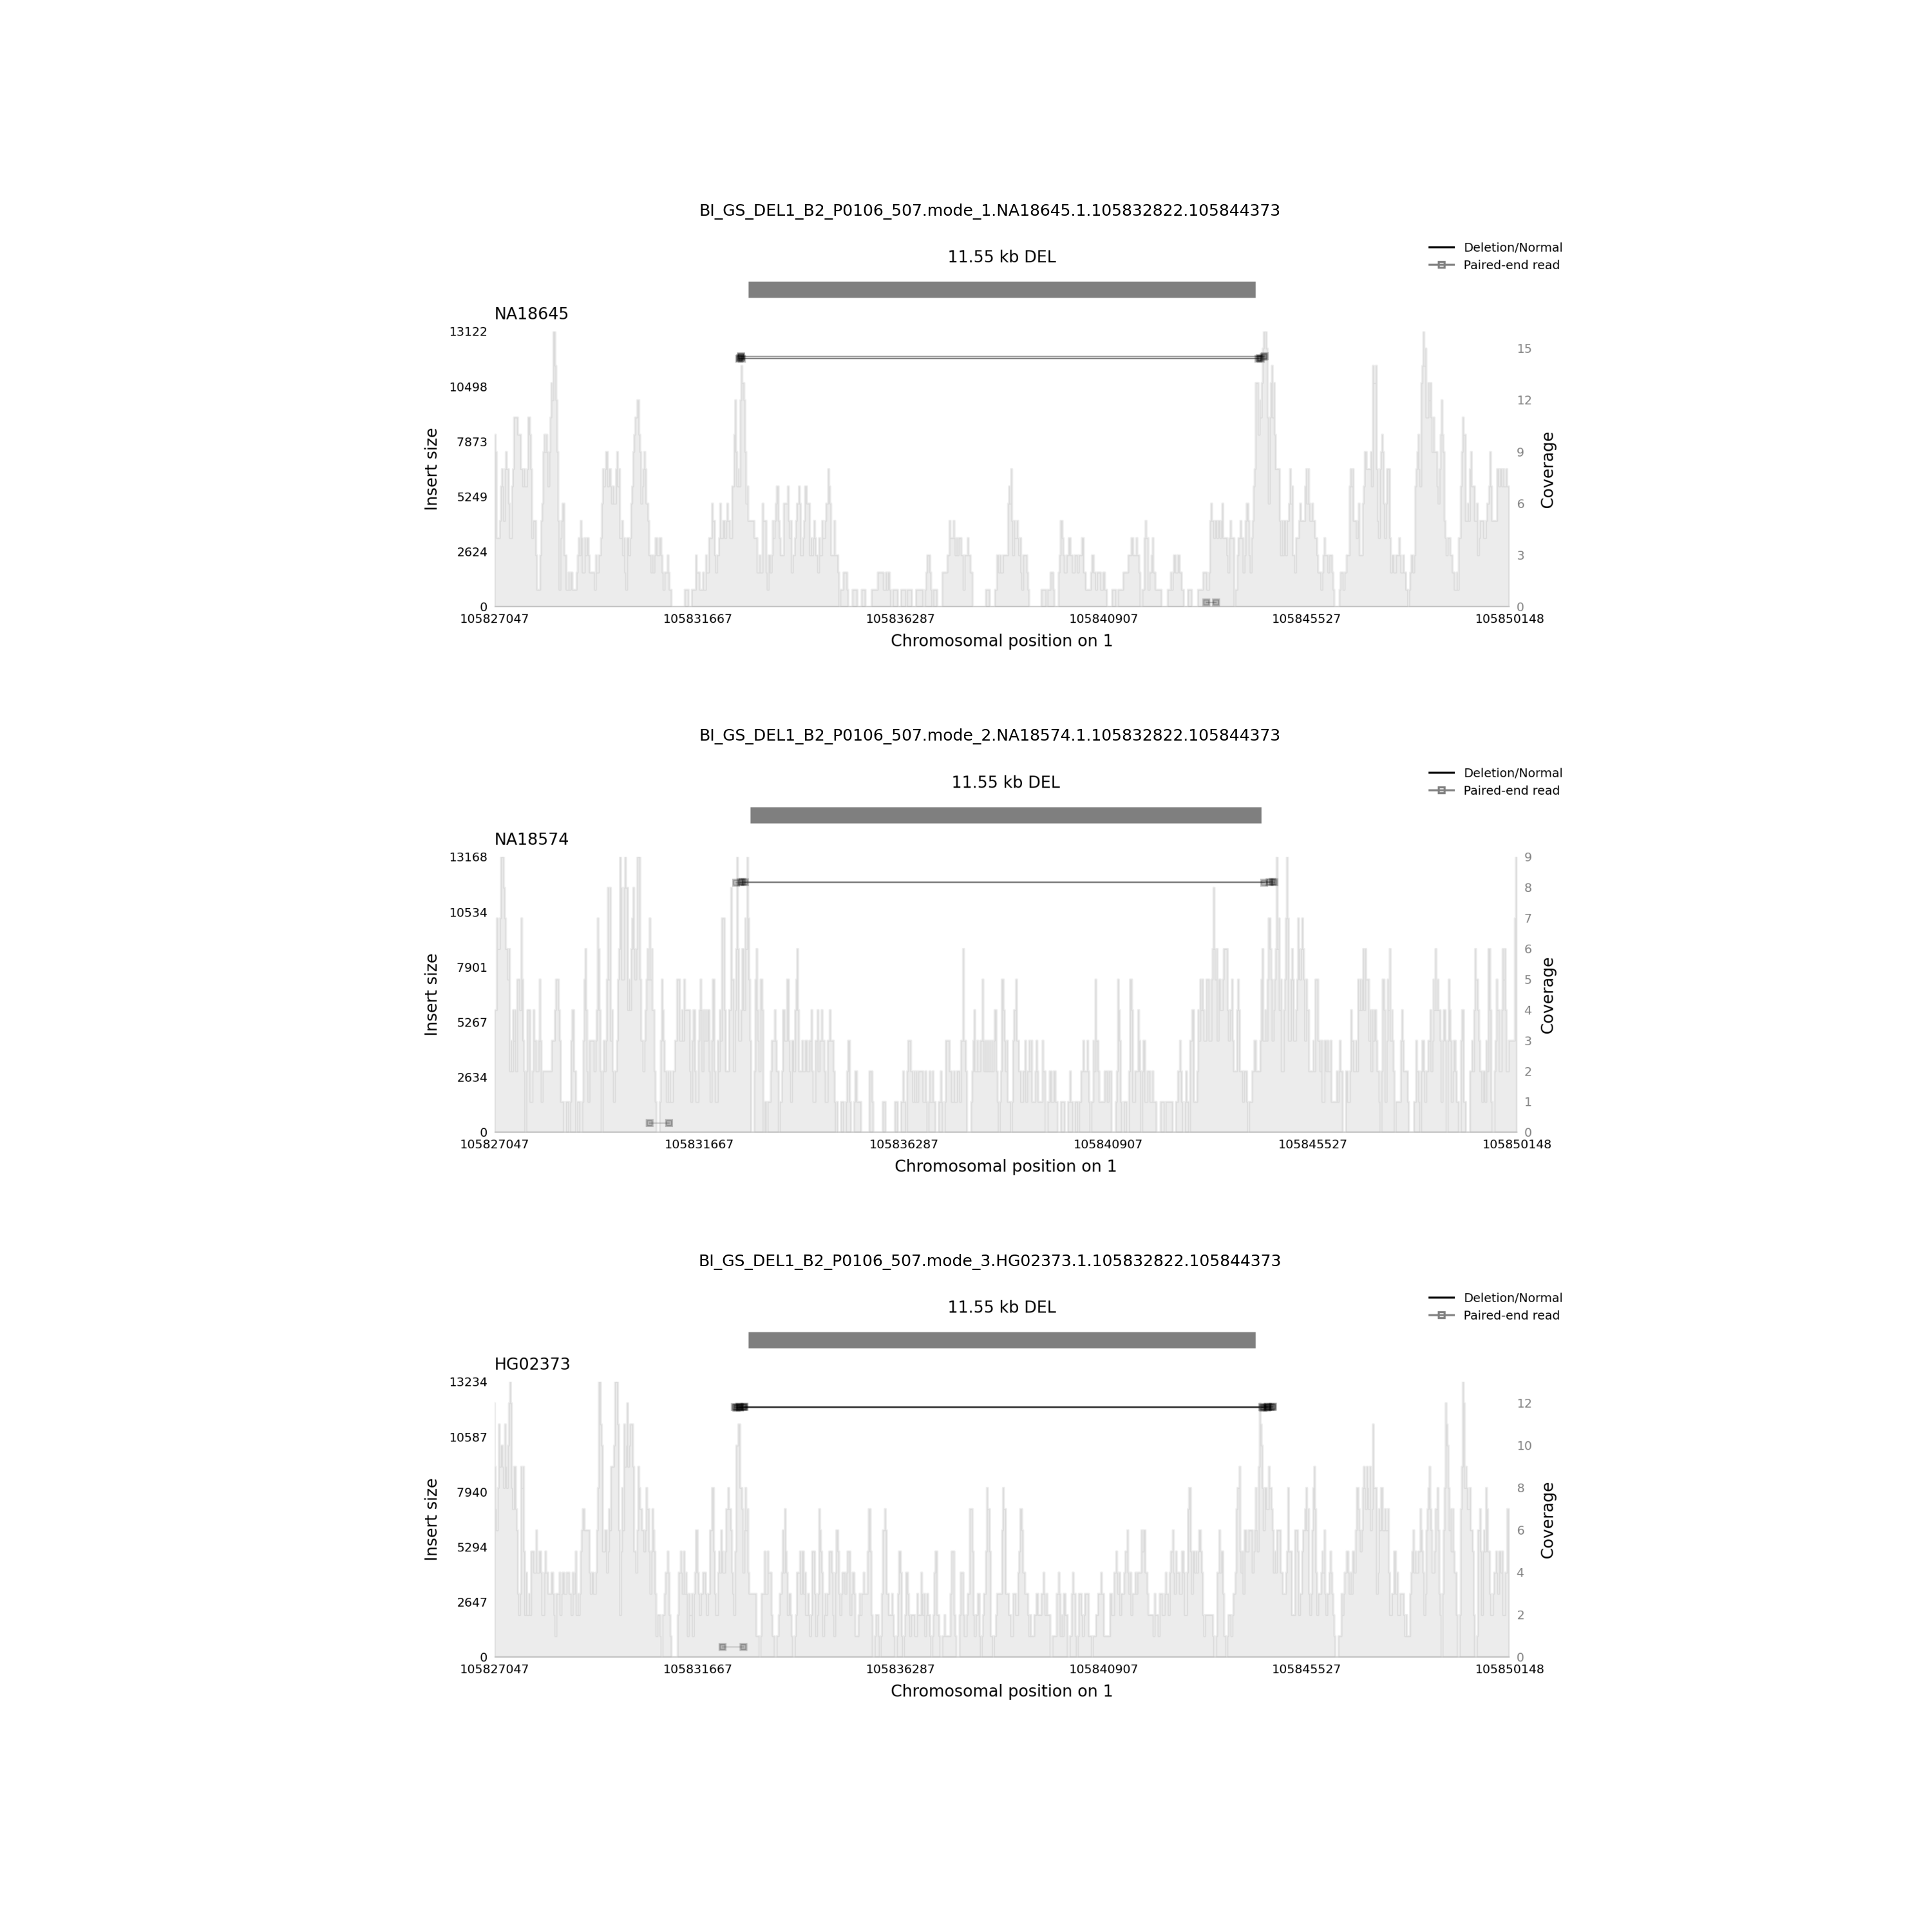 BI_GS_DEL1_B2_P0106_507.mode_1.NA18645.1.105832822.105844373
11.55 kb DEL
Deletion/Normal
Paired-end read
NA18645
13122
10498
7873
5249
2624
0
Insert size
15
12
9
6
3
0
Coverage
105827047 105831667 105836287 105840907 105845527 105850148
Chromosomal position on 1
BI_GS_DEL1_B2_P0106_507.mode_2.NA18574.1.105832822.105844373
11.55 kb DEL
Deletion/Normal
Paired-end read
NA18574
13168
10534
7901
5267
2634
0
Insert size
9
8
7
6
5
4
3
2
1
0
Coverage
105827047 105831667 105836287 105840907 105845527 105850148
Chromosomal position on 1
BI_GS_DEL1_B2_P0106_507.mode_3.HG02373.1.105832822.105844373
11.55 kb DEL
Deletion/Normal
Paired-end read
HG02373
13234
10587
7940
5294
2647
0
Insert size
12
10
8
6
4
2
0
Coverage
105827047 105831667 105836287 105840907 105845527 105850148
Chromosomal position on 1